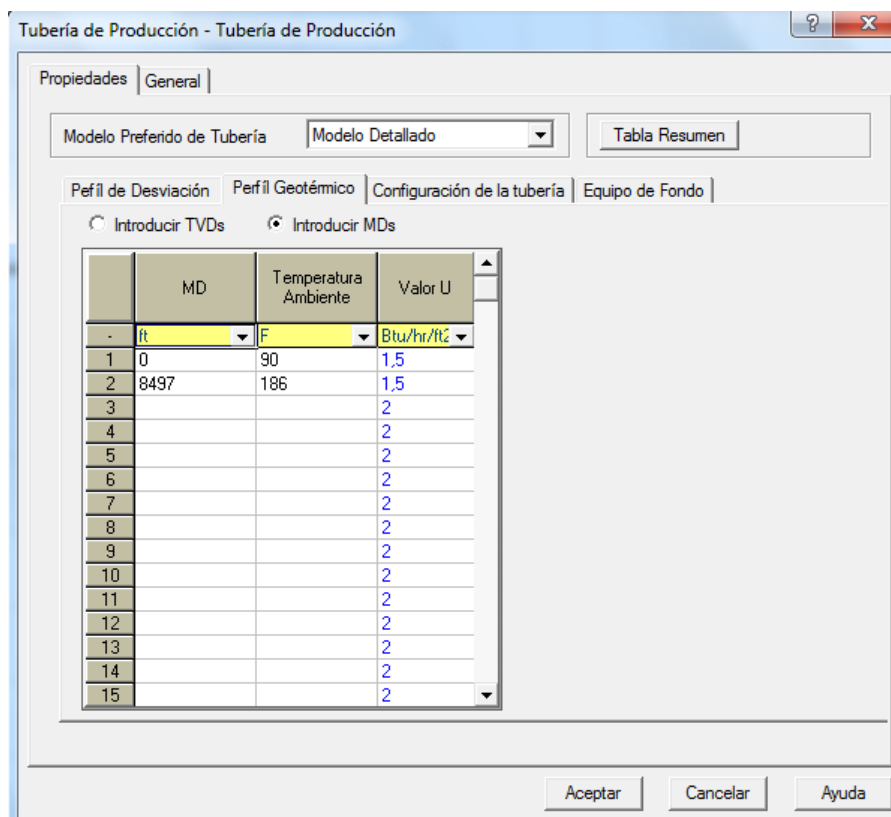 Tubería de Producción - Tubería de Producción
Propiedades General
Modelo Preferido de Tubería Modelo Detallado Tabla Resumen
Pefíl de Desviación Perfíl Geotérmico Configuración de la tubería Equipo de Fondo
Introducir TVDs Introducir MDs
MD Temperatura Ambiente Valor U
- ft F Btu/hr/ft2
1 0 90 1,5
2 8497 186 1,5
3 2
4 2
5 2
6 2
7 2
8 2
9 2
10 2
11 2
12 2
13 2
14 2
15 2
Aceptar Cancelar Ayuda